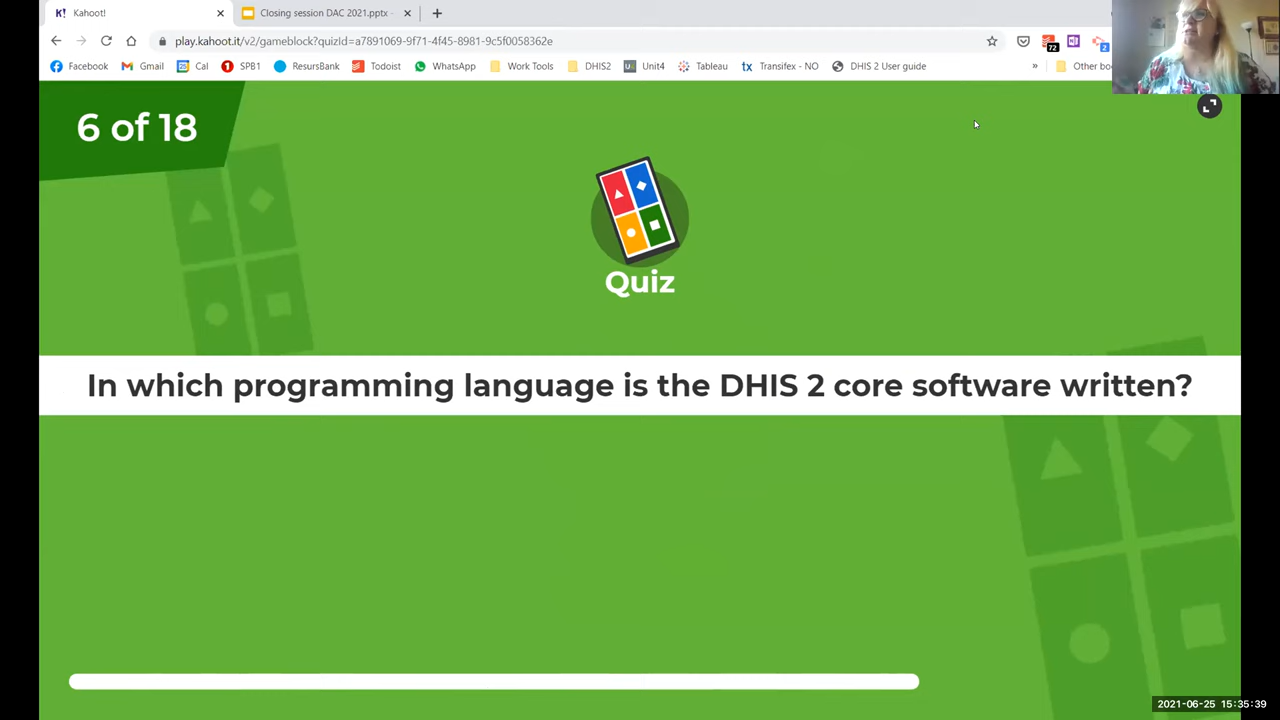 K! Kahoot!
Closing session DAC 2021.pptx -
play.kahoot.it/v2/gameblock?quizId=a7891069-9f71-4f45-8981-9c5f0058362e
72
2
Facebook Gmail Cal SPB1 ResursBank Todoist WhatsApp Work Tools DHIS2 Unit4 Tableau tx Transifex - NO DHIS 2 User guide » Other bo
6 of 18
Quiz
In which programming language is the DHIS 2 core software written?
2021-06-25 15:35:39